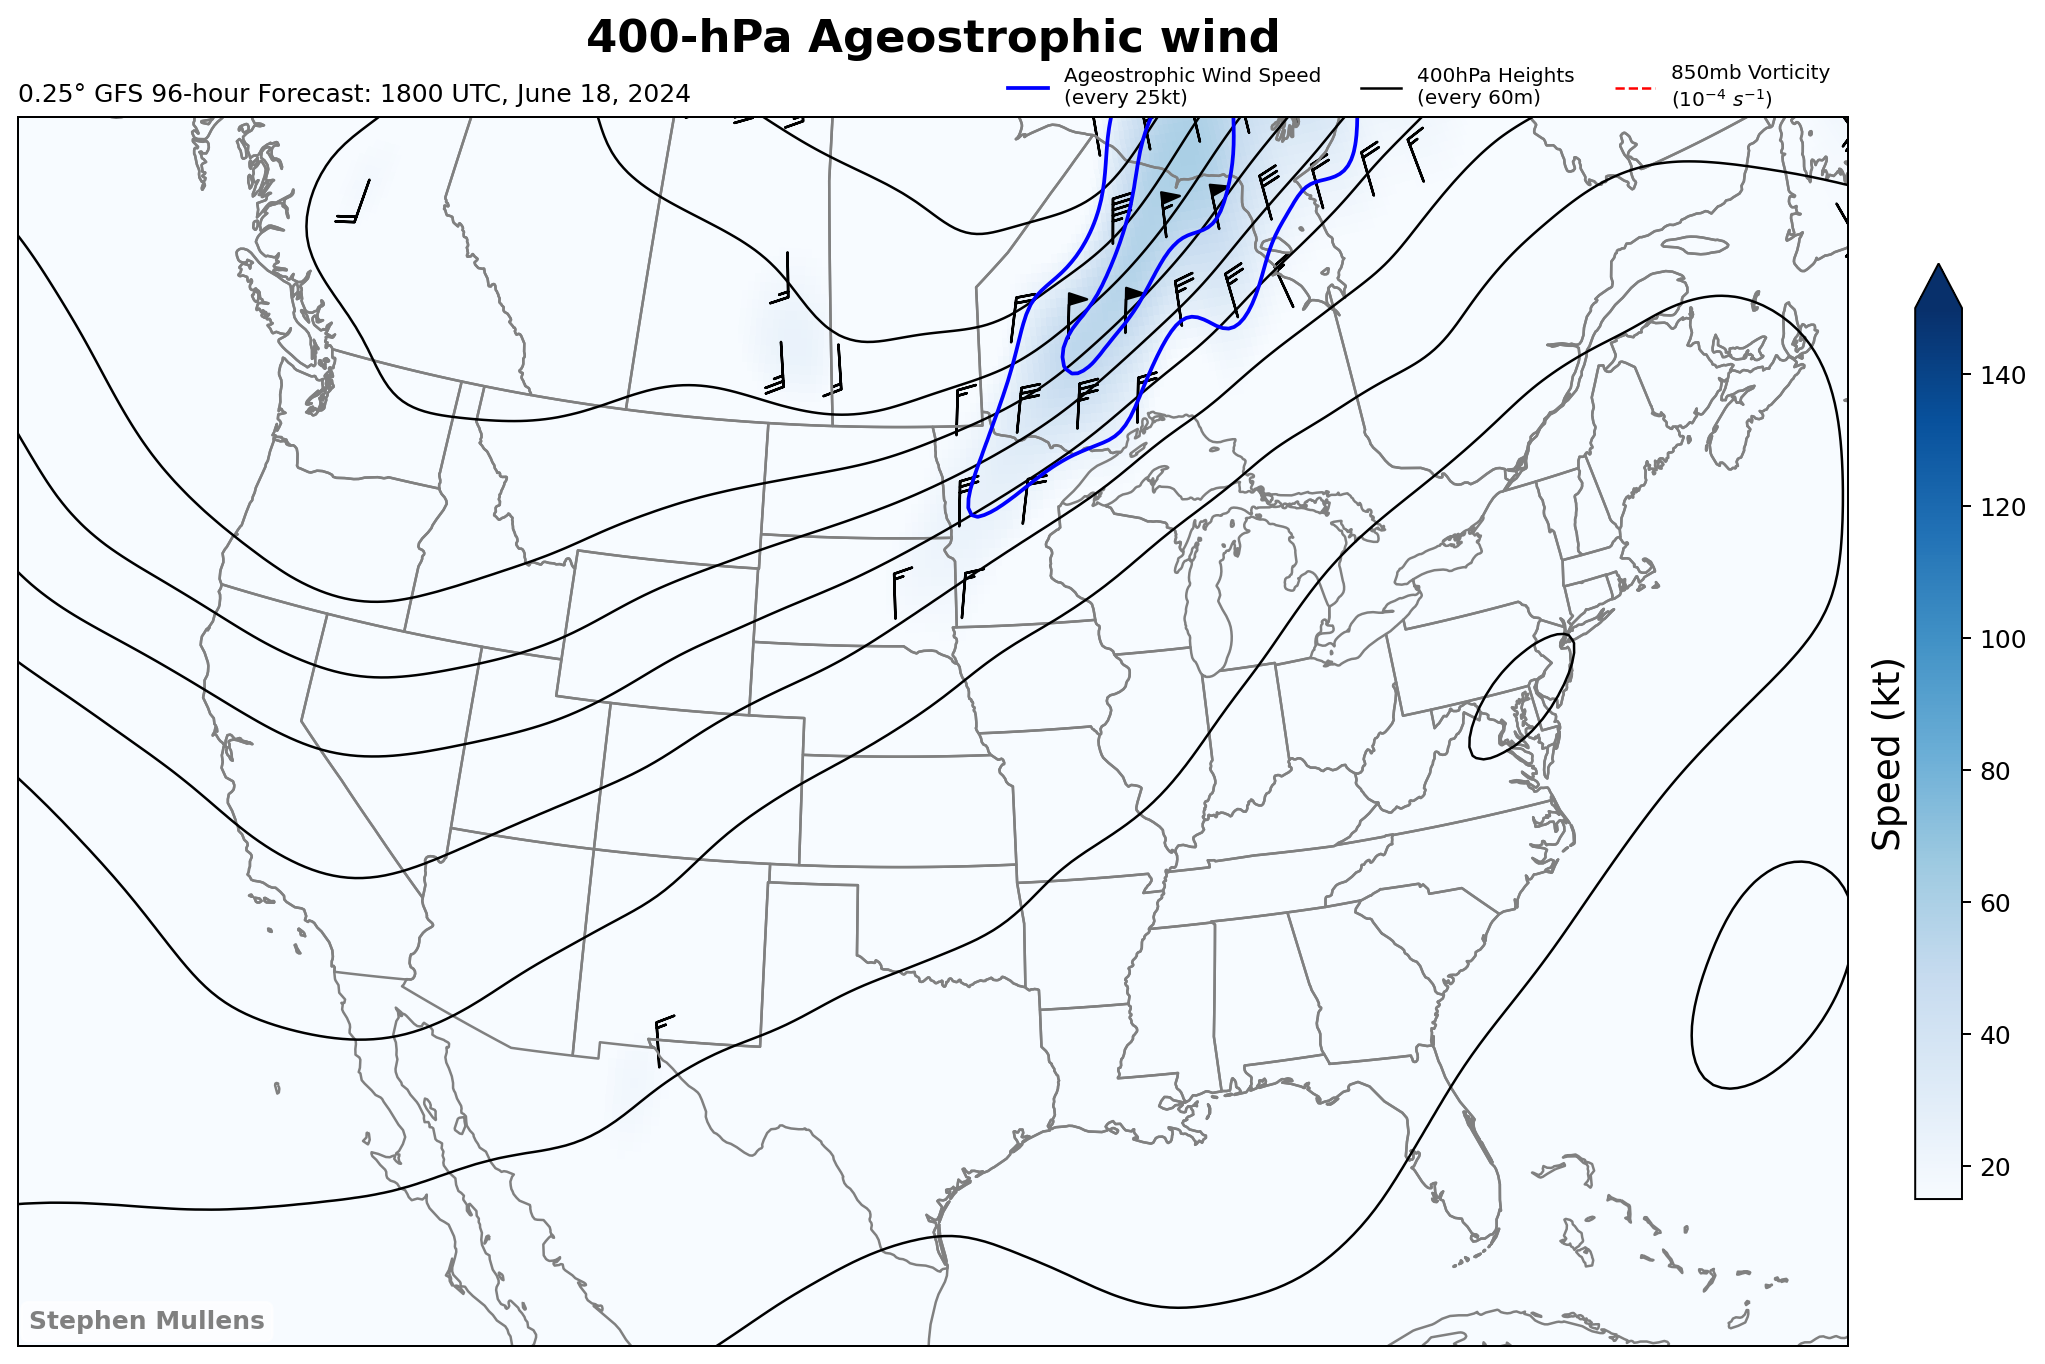 400-hPa Ageostrophic wind
0.25° GFS 96-hour Forecast: 1800 UTC, June 18, 2024
Ageostrophic Wind Speed
(every 25kt)
400hPa Heights
(every 60m)
850mb Vorticity
(10⁻⁴ s⁻¹)
140
120
100
80
60
40
20
Speed (kt)
Stephen Mullens